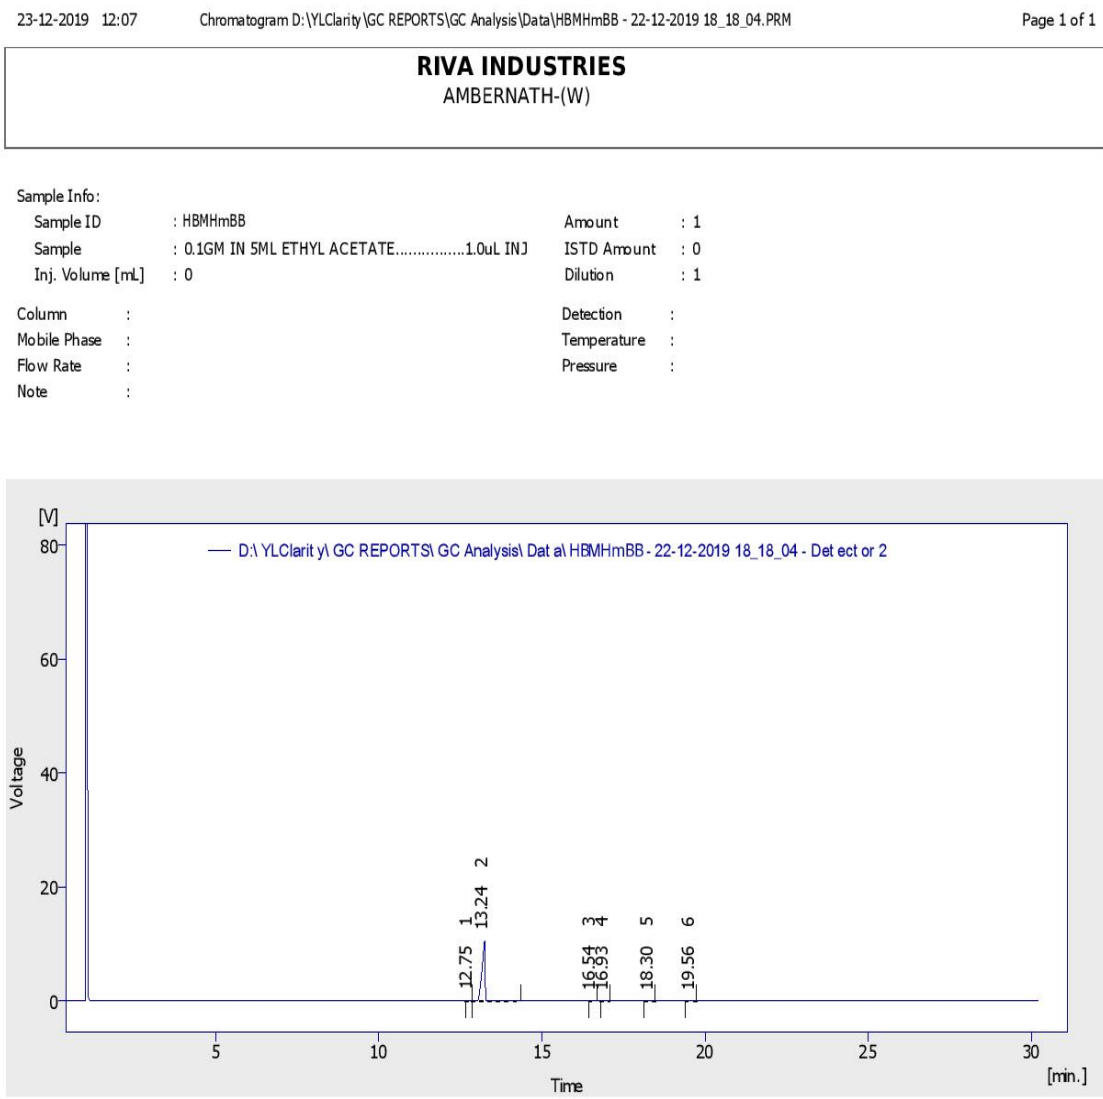 23-12-2019 12:07 Chromatogram D:\YLClarity\GC REPORTS\GC Analysis\Data\HBMHmBB - 22-12-2019 18_18_04.PRM Page 1 of 1
RIVA INDUSTRIES
AMBERNATH-(W)
Sample Info:
Sample ID : HBMHmBB Amount : 1
Sample : 0.1GM IN 5ML ETHYL ACETATE................1.0uL INJ ISTD Amount : 0
Inj. Volume [mL] : 0 Dilution : 1
Column : Detection :
Mobile Phase : Temperature :
Flow Rate : Pressure :
Note :
[V]
D:\ YLClarit y\ GC REPORTS\ GC Analysis\ Dat a\ HBMHmBB - 22-12-2019 18_18_04 - Det ect or 2
80
60
40
20
0
Voltage
12.75 1
13.24 2
16.54 3
16.93 4
18.30 5
19.56 6
5 10 15 20 25 30
[min.]
Time